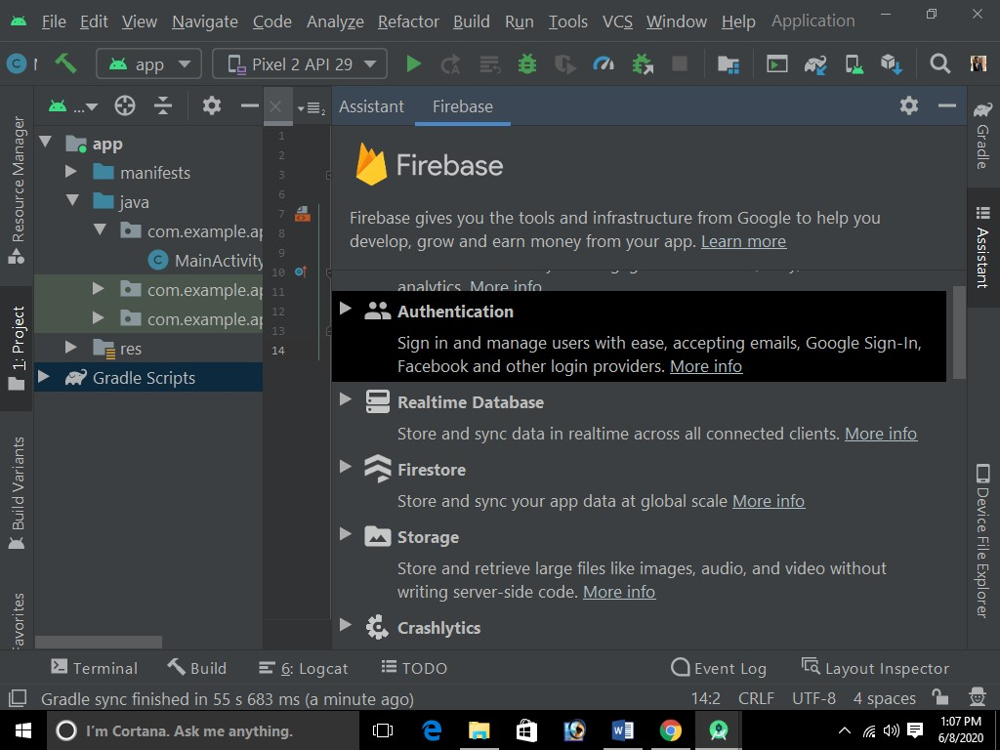 File Edit View Navigate Code Analyze Refactor Build Run Tools VCS Window Help Application
C app Pixel 2 API 29
... 2 Assistant Firebase
Resource Manager
1: Project
Build Variants
avorites
app
manifests
java
com.example.ap
C MainActivity
com.example.ap
com.example.ap
res
Gradle Scripts
1
2
3
6
7
8
9
10
11
12
13
14
Firebase
Firebase gives you the tools and infrastructure from Google to help you
develop, grow and earn money from your app. Learn more
analytics. More info
Authentication
Sign in and manage users with ease, accepting emails, Google Sign-In,
Facebook and other login providers. More info
Realtime Database
Store and sync data in realtime across all connected clients. More info
Firestore
Store and sync your app data at global scale More info
Storage
Store and retrieve large files like images, audio, and video without
writing server-side code. More info
Crashlytics
Gradle
Assistant
Device File Explorer
Terminal Build 6: Logcat TODO Event Log Layout Inspector
Gradle sync finished in 55 s 683 ms (a minute ago) 14:2 CRLF UTF-8 4 spaces
I'm Cortana. Ask me anything. 1:07 PM
6/8/2020